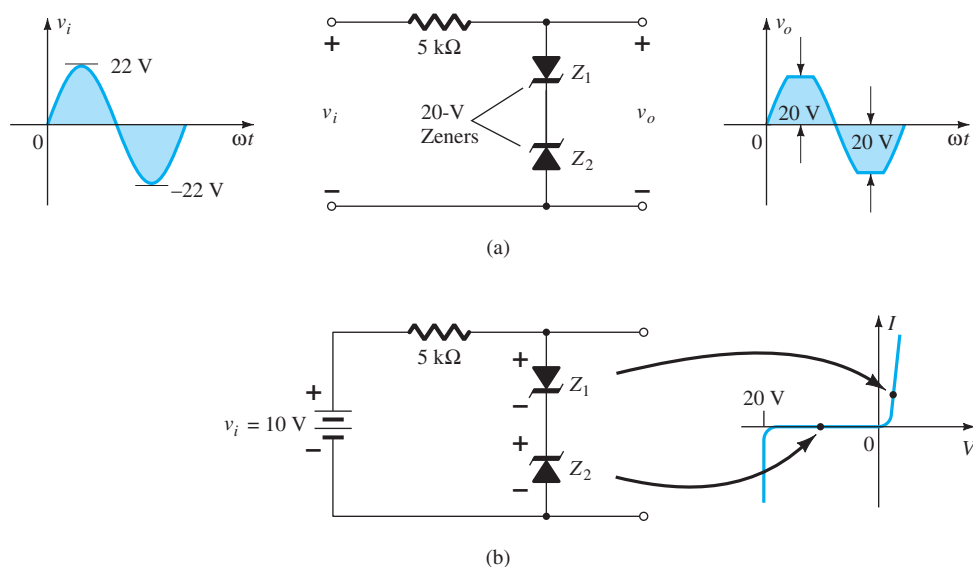 v_i
22 V
0
ωt
–22 V
+
5 kΩ
+
Z_1
v_i
20-V
Zeners
v_o
Z_2
–
–
v_o
20 V
0
20 V
ωt
(a)
5 kΩ
+
Z_1
–
+
v_i = 10 V
–
+
Z_2
–
I
20 V
0
V
(b)